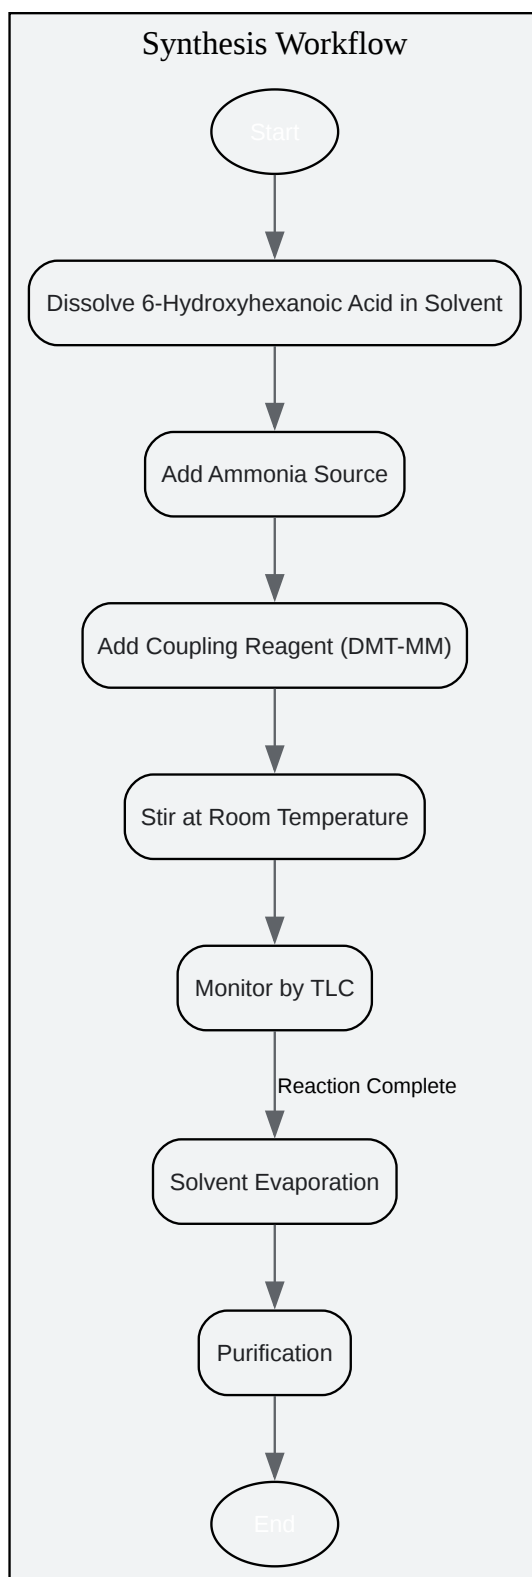 Synthesis Workflow
Start
Dissolve 6-Hydroxyhexanoic Acid in Solvent
Add Ammonia Source
Add Coupling Reagent (DMT-MM)
Stir at Room Temperature
Monitor by TLC
Reaction Complete
Solvent Evaporation
Purification
End